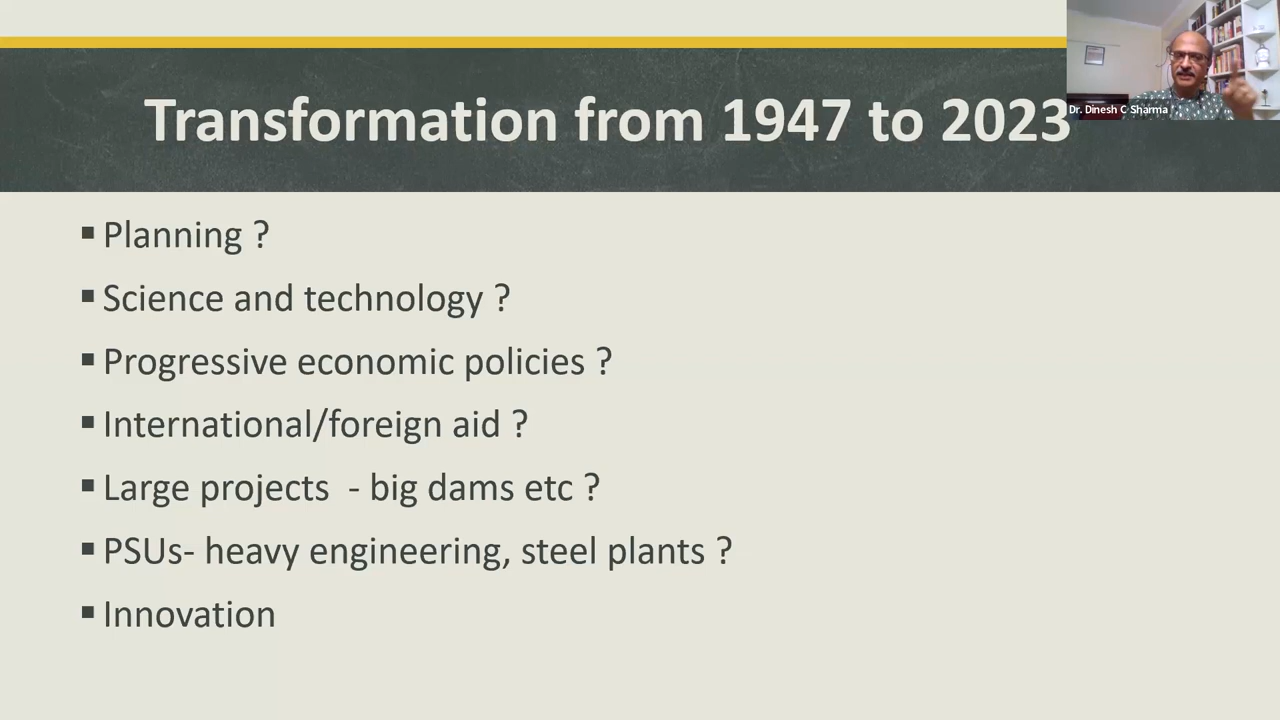 Transformation from 1947 to 2023
Dr. Dinesh C Sharma
▪ Planning ?
▪ Science and technology ?
▪ Progressive economic policies ?
▪ International/foreign aid ?
▪ Large projects  - big dams etc ?
▪ PSUs- heavy engineering, steel plants ?
▪ Innovation